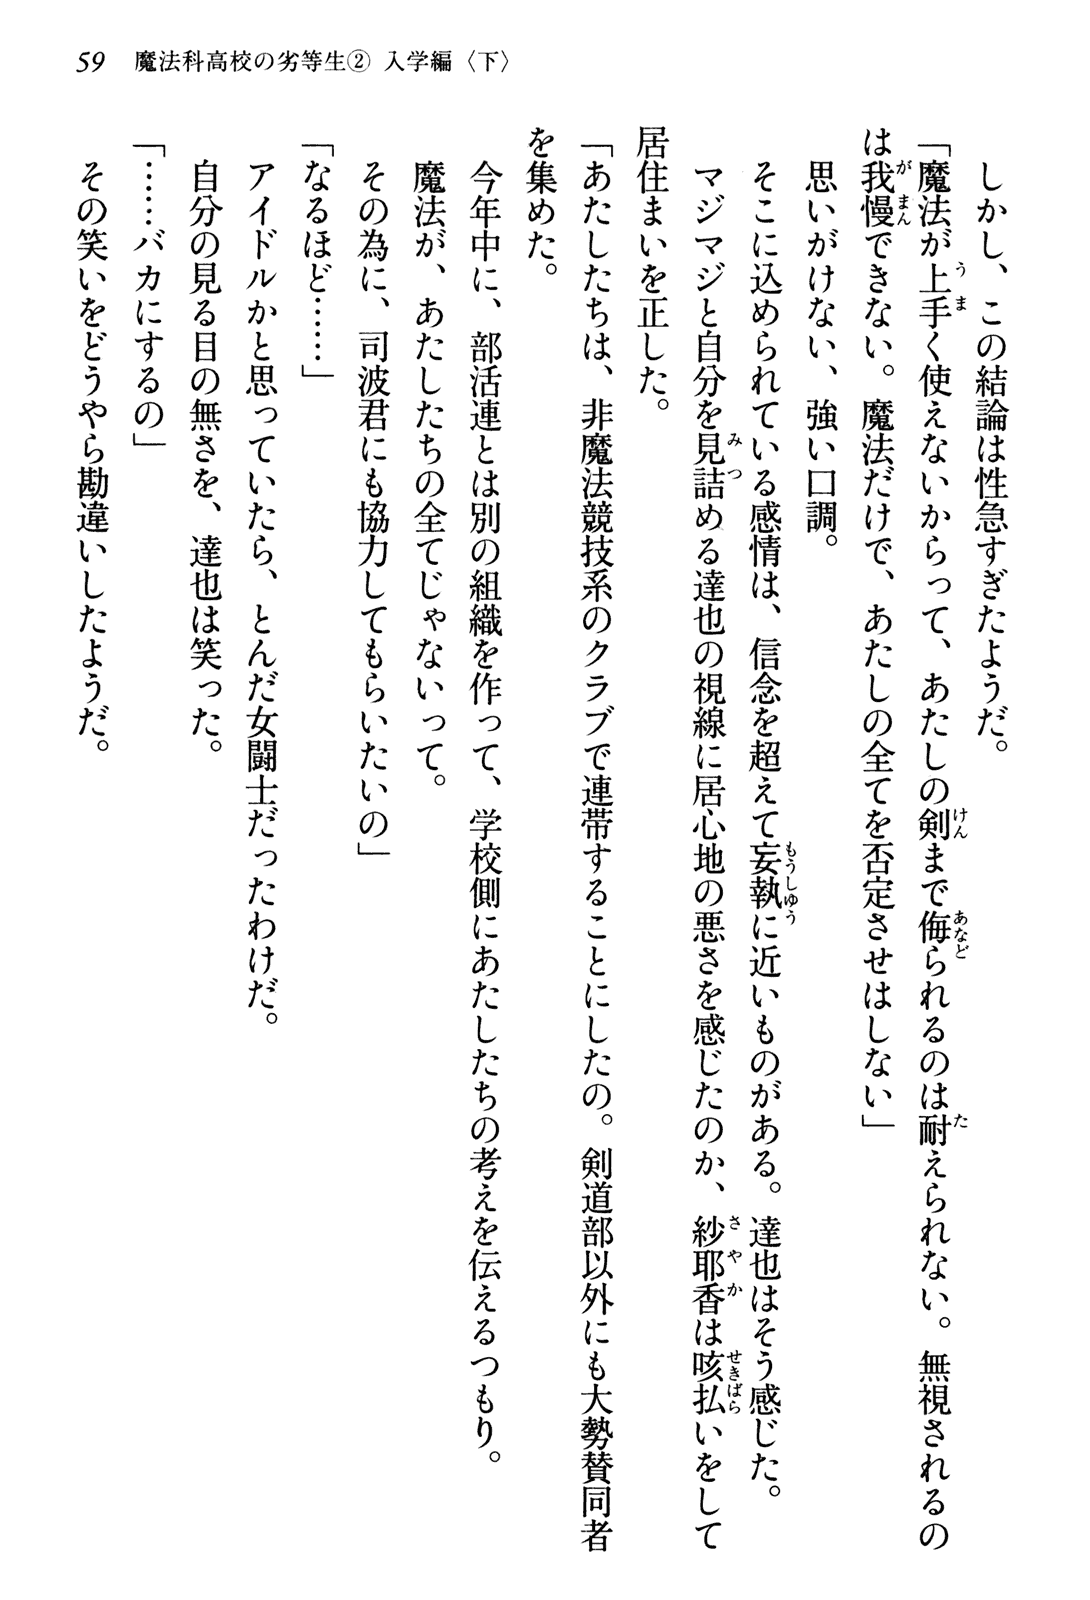 59 魔法科高校の劣等生② 入学編〈下〉
　しかし、この結論は性急すぎたようだ。
「魔法が上手く使えないからって、あたしの剣まで侮られるのは耐えられない。無視されるの
は我慢できない。魔法だけで、あたしの全てを否定させはしない」
　思いがけない、強い口調。
　そこに込められている感情は、信念を超えて妄執に近いものがある。達也はそう感じた。
　マジマジと自分を見詰める達也の視線に居心地の悪さを感じたのか、紗耶香は咳払いをして
居住まいを正した。
「あたしたちは、非魔法競技系のクラブで連帯することにしたの。剣道部以外にも大勢賛同者
を集めた。
　今年中に、部活連とは別の組織を作って、学校側にあたしたちの考えを伝えるつもり。
　魔法が、あたしたちの全てじゃないって。
　その為に、司波君にも協力してもらいたいの」
「なるほど……」
　アイドルかと思っていたら、とんだ女闘士だったわけだ。
　自分の見る目の無さを、達也は笑った。
「……バカにするの」
　その笑いをどうやら勘違いしたようだ。